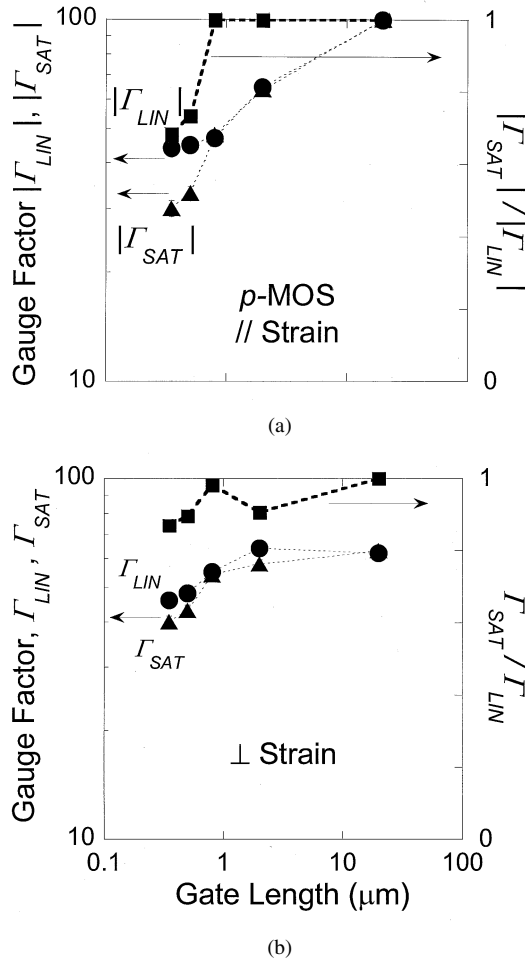 100
1
Gauge Factor |Γ_LIN|, |Γ_SAT|
|Γ_LIN|
|Γ_SAT|
|Γ_SAT| / |Γ_LIN|
p-MOS
// Strain
10
0
(a)
100
1
Gauge Factor, Γ_LIN, Γ_SAT
Γ_LIN
Γ_SAT
Γ_SAT / Γ_LIN
⊥ Strain
10
0
0.1
1
10
100
Gate Length (μm)
(b)